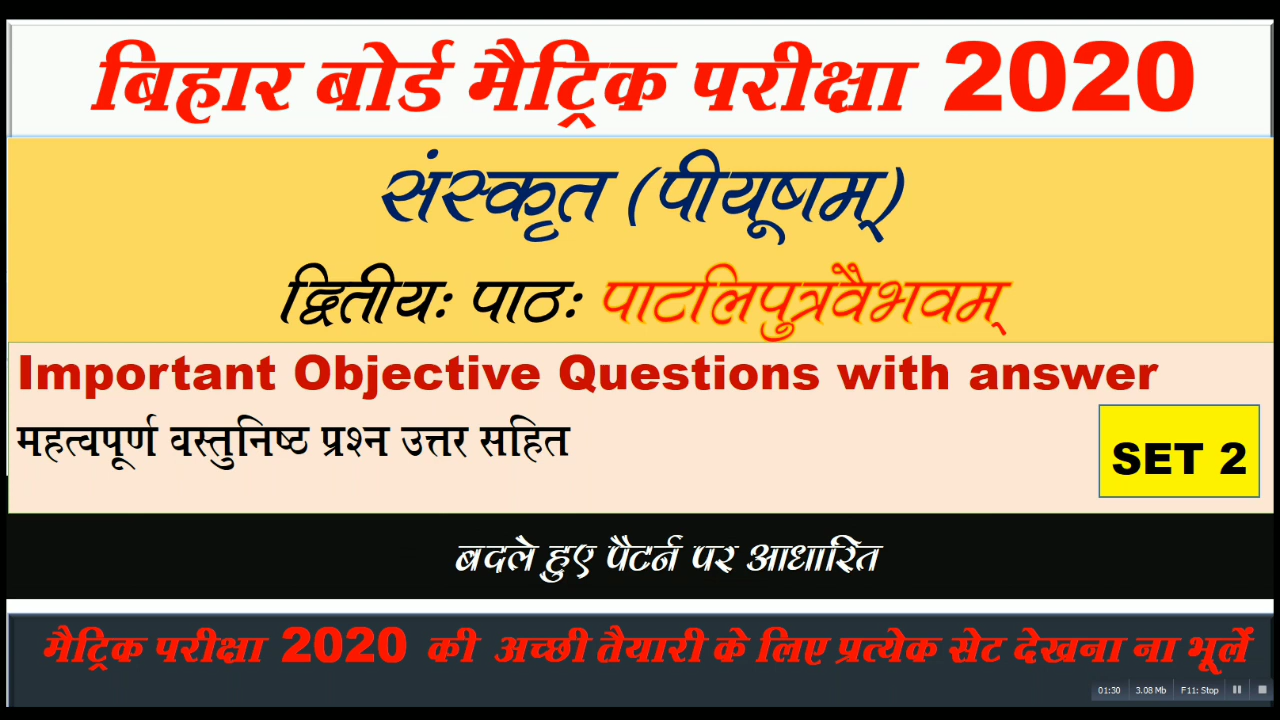 बिहार बोर्ड मैट्रिक परीक्षा 2020
संस्कृत (पीयूषम्)
द्वितीयः पाठः पाटलिपुत्रवैभवम्
Important Objective Questions with answer
महत्वपूर्ण वस्तुनिष्ठ प्रश्न उत्तर सहित
SET 2
बदले हुए पैटर्न पर आधारित
मैट्रिक परीक्षा 2020 की अच्छी तैयारी के लिए प्रत्येक सेट देखना ना भूलें
01:30 3.08 Mb F11: Stop